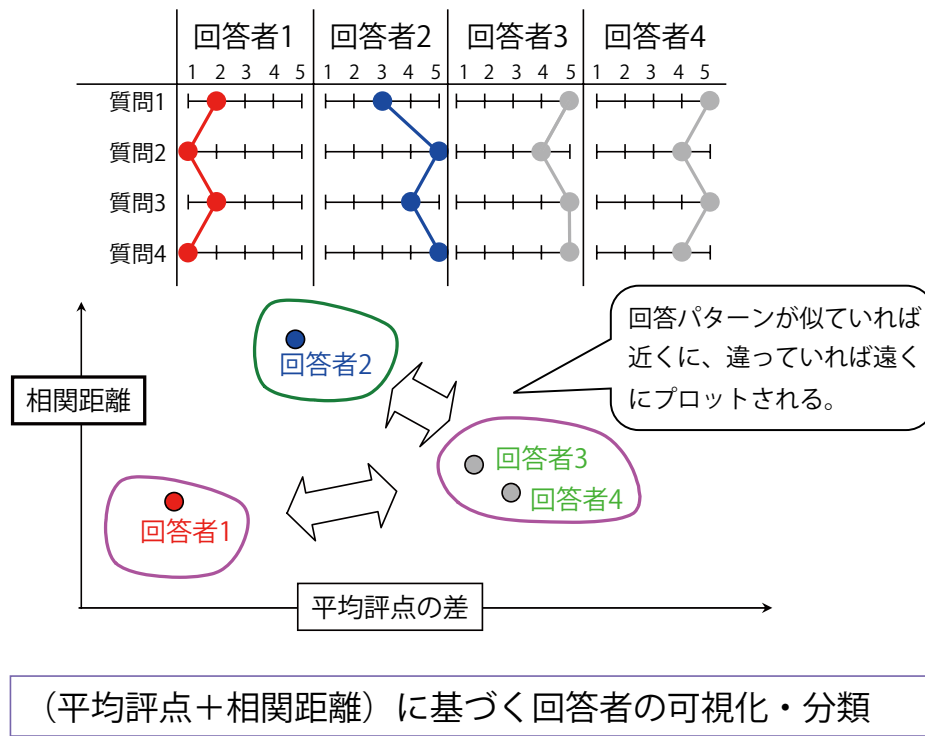 回答者1 回答者2 回答者3 回答者4
1 2 3 4 5 1 2 3 4 5 1 2 3 4 5 1 2 3 4 5
質問1
質問2
質問3
質問4
回答パターンが似ていれば
近くに、違っていれば遠く
にプロットされる。
回答者2
相関距離
回答者3
回答者4
回答者1
平均評点の差
（平均評点＋相関距離）に基づく回答者の可視化・分類